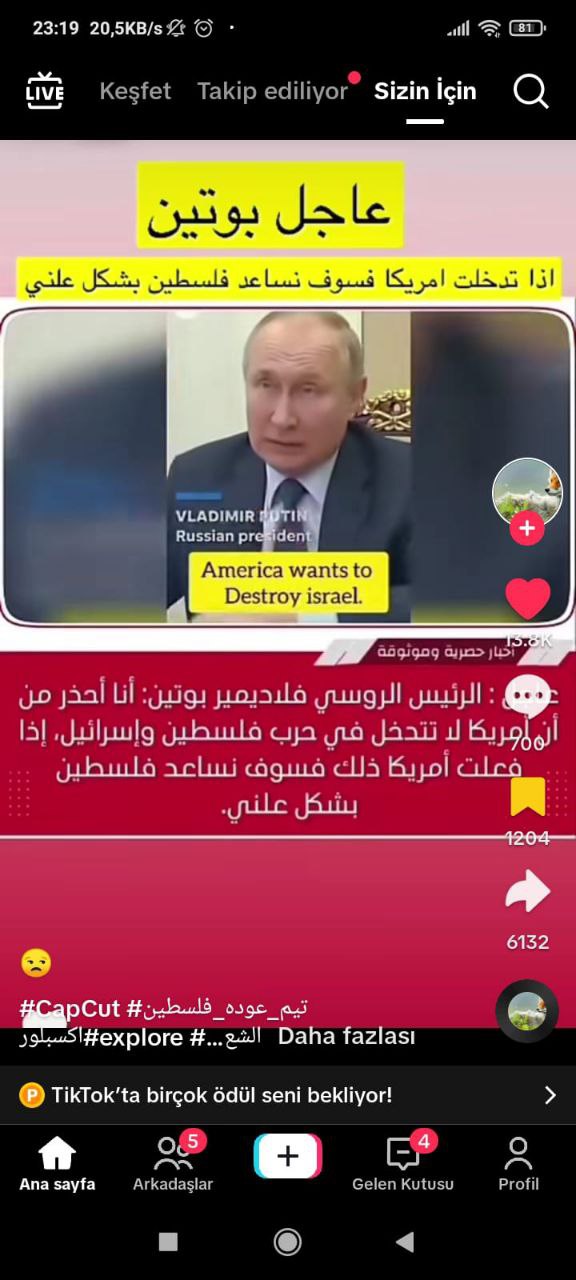 23:19 20,5KB/s
81
LIVE Keşfet Takip ediliyor Sizin İçin
عاجل بوتين
اذا تدخلت امريكا فسوف نساعد فلسطين بشكل علني
VLADIMIR PUTIN
Russian president
America wants to
Destroy israel.
أخبار حصرية وموثوقة
: الرئيس الروسي فلاديمير بوتين: أنا أحذر من
أن أمريكا لا تتدخل في حرب فلسطين وإسرائيل، إذا
فعلت أمريكا ذلك فسوف نساعد فلسطين
بشكل علني.
13.8K
700
1204
6132
#CapCut #تيم_عوده_فلسطين
#اكسبلور#explore #الشع... Daha fazlası
P TikTok’ta birçok ödül seni bekliyor!
5
4
Ana sayfa Arkadaşlar Gelen Kutusu Profil